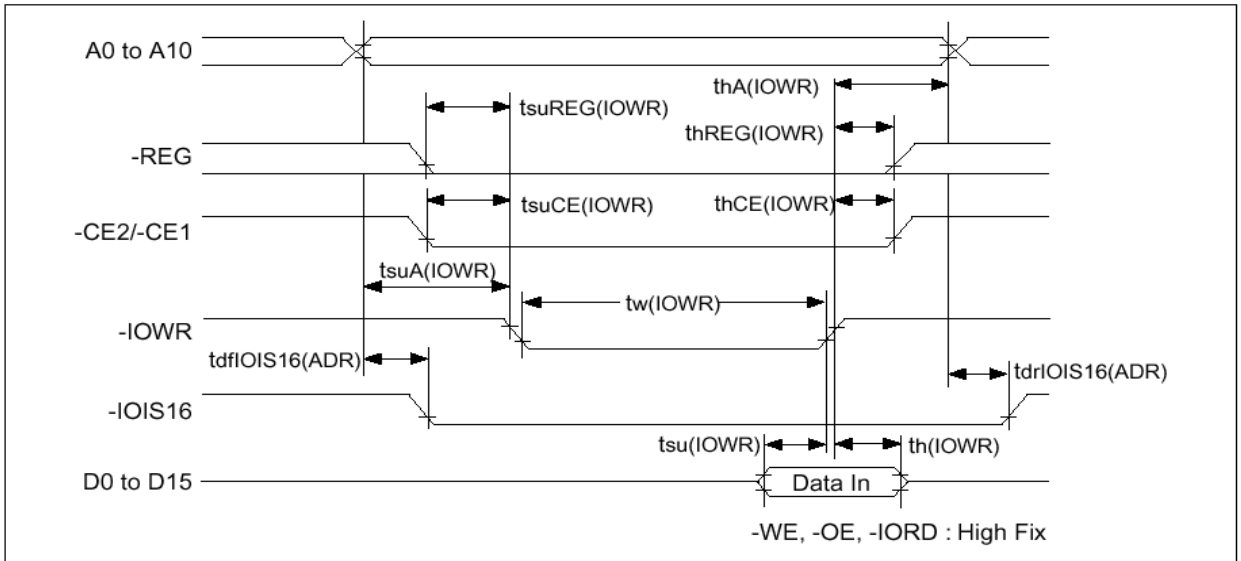 A0 to A10
thA(IOWR)
tsuREG(IOWR)
thREG(IOWR)
-REG
tsuCE(IOWR)
thCE(IOWR)
-CE2/-CE1
tsuA(IOWR)
tw(IOWR)
-IOWR
tdfIOIS16(ADR)
tdrIOIS16(ADR)
-IOIS16
tsu(IOWR)
th(IOWR)
D0 to D15
Data In
-WE, -OE, -IORD : High Fix